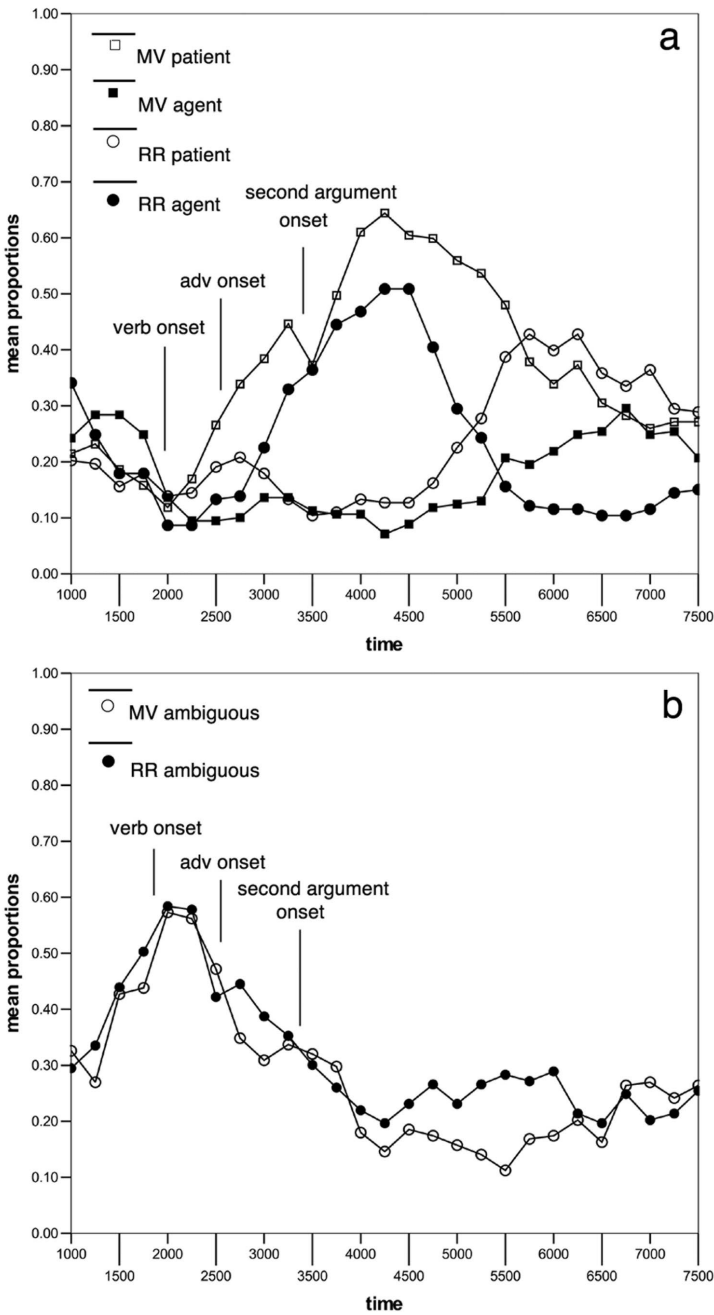 a
MV patient
MV agent
RR patient
RR agent
second argument
onset
adv onset
verb onset
mean proportions
1.00
0.90
0.80
0.70
0.60
0.50
0.40
0.30
0.20
0.10
0.00
1000 2000 3000 4000 5000 6000 7000
1500 2500 3500 4500 5500 6500 7500
time
b
MV ambiguous
RR ambiguous
verb onset
adv onset
second argument
onset
mean proportions
1.00
0.90
0.80
0.70
0.60
0.50
0.40
0.30
0.20
0.10
0.00
1000 2000 3000 4000 5000 6000 7000
1500 2500 3500 4500 5500 6500 7500
time